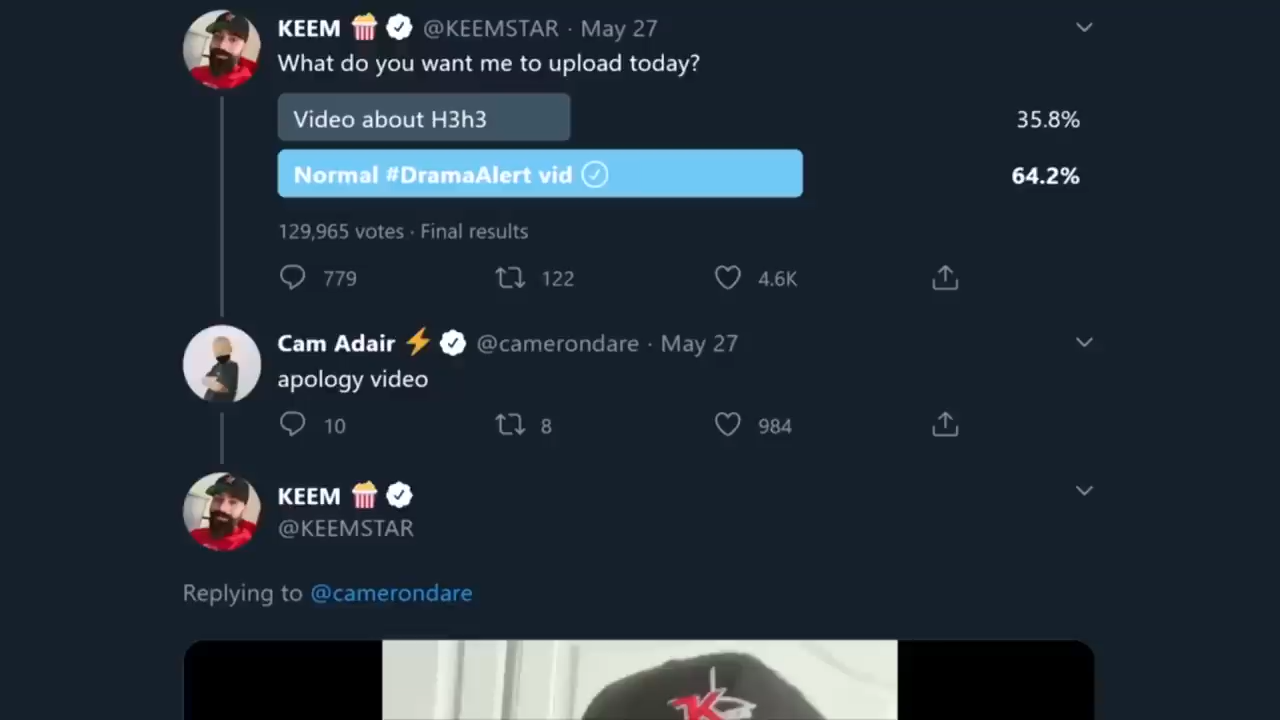 KEEM 🍿 @KEEMSTAR · May 27
What do you want me to upload today?
Video about H3h3 35.8%
Normal #DramaAlert vid 64.2%
129,965 votes · Final results
779 122 4.6K
Cam Adair ⚡ @camerondare · May 27
apology video
10 8 984
KEEM 🍿
@KEEMSTAR
Replying to @camerondare
K